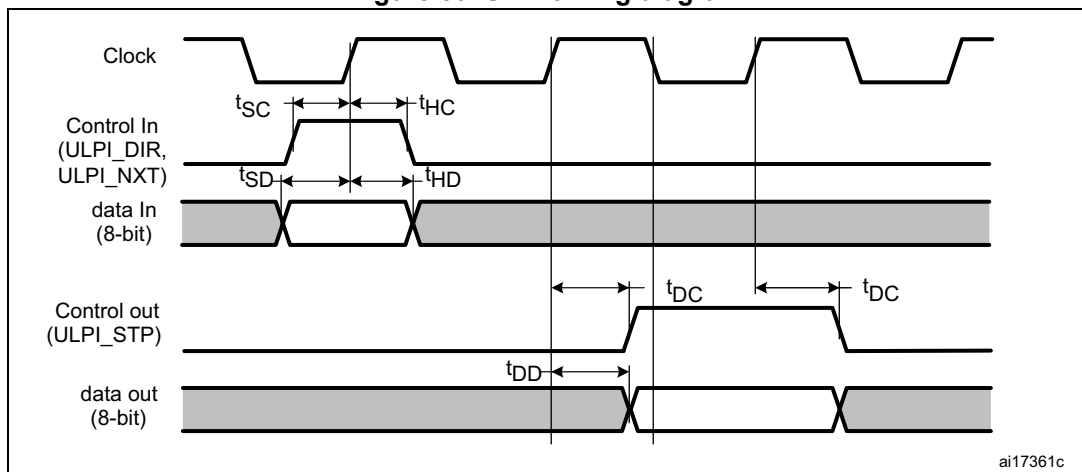 Clock
tSC
tHC
Control In
(ULPI_DIR,
ULPI_NXT)
tSD
tHD
data In
(8-bit)
tDC
tDC
Control out
(ULPI_STP)
tDD
data out
(8-bit)
ai17361c